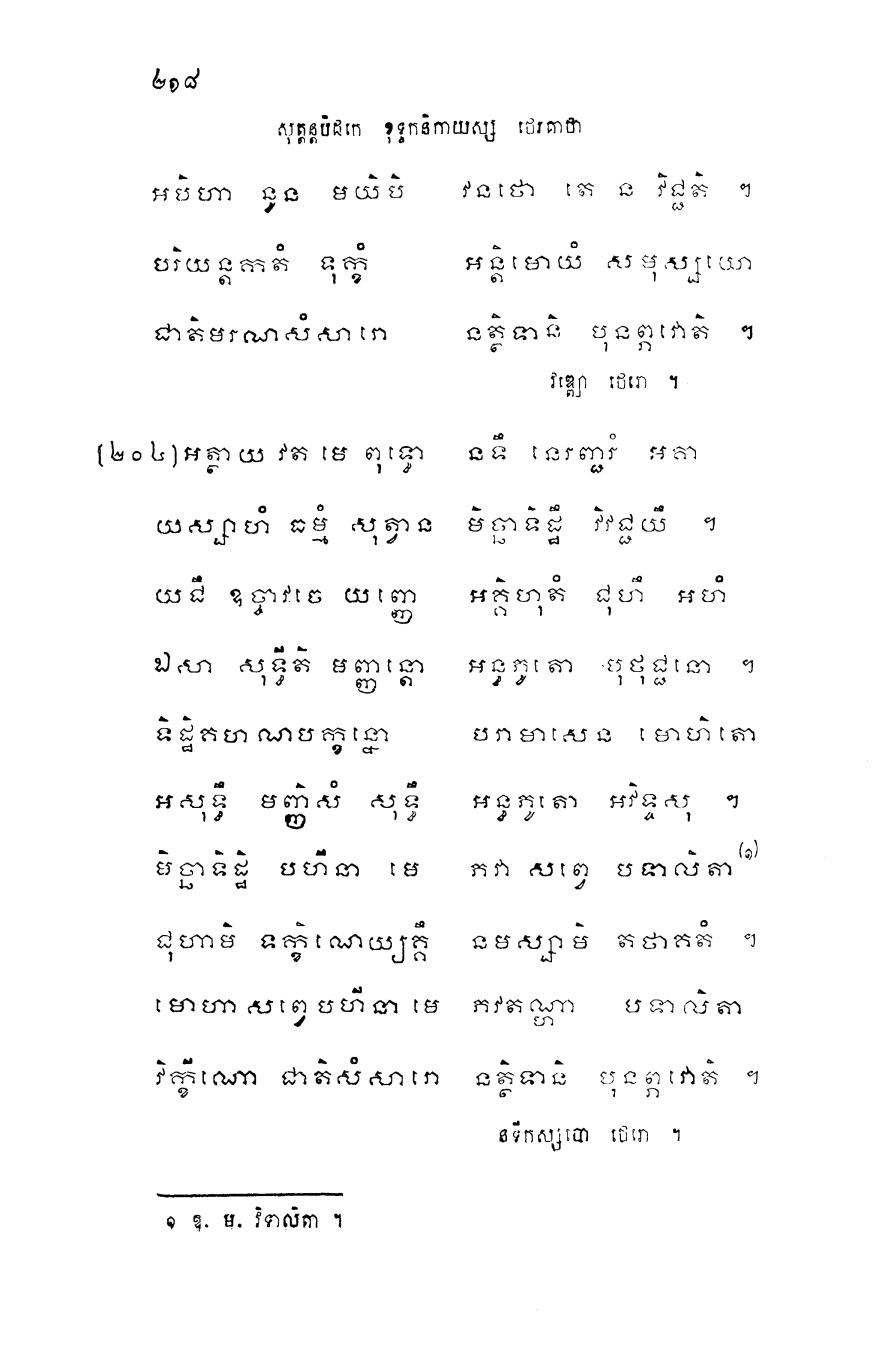 ២១៨
សុត្តន្តបិដកេ ខុទ្ទកនិកាយស្ស ថេរគាថា
អបិហា នូន មយិបិ វនថោ តេ ន វិជ្ជតិ ។
បរិយន្តកតំ ទុក្ខំ អន្តិមោយំ សមុស្សយោ
ជាតិមរណសំសារោ នត្ថិទានិ បុនព្ភវោតិ ។
វឌ្ឍោ ថេរោ ។
[២០៤] អត្ថាយ វត មេ ពុទ្ធោ នទឹ នេរញ្ជរំ អគា
យស្សាហំ ធម្មំ សុត្វាន មិច្ឆាទិដ្ឋឹ វិវជ្ជយឹ ។
យជឹ ឧច្ចាវចេ យញ្ញេ អគ្គិហុតំ ជុហឹ អហំ
ឯសា សុទ្ធីតិ មញ្ញន្តោ អន្ធភូតោ បុថុជ្ជនោ ។
ទិដ្ឋិគហណបក្ខន្នោ បរាមាសេន មោហិតោ
អសុទ្ធឹ មញ្ញិសំ សុទ្ធឹ អន្ធភូតោ អវិទ្ទសុ ។
មិច្ឆាទិដ្ឋិ បហីនា មេ ភវា សព្វេ បទាលិតា (១)
ជុហាមិ ទក្ខិណេយ្យគ្គឹ នមស្សាមិ តថាគតំ ។
មោហា សព្វេ បហីនា មេ ភវតណ្ហា បទាលិតា
វិក្ខីណោ ជាតិសំសារោ នត្ថិទានិ បុនព្ភវោតិ ។
នទីកស្សបោ ថេរោ ។
១ ឱ. ម. វិទាលិតា ។